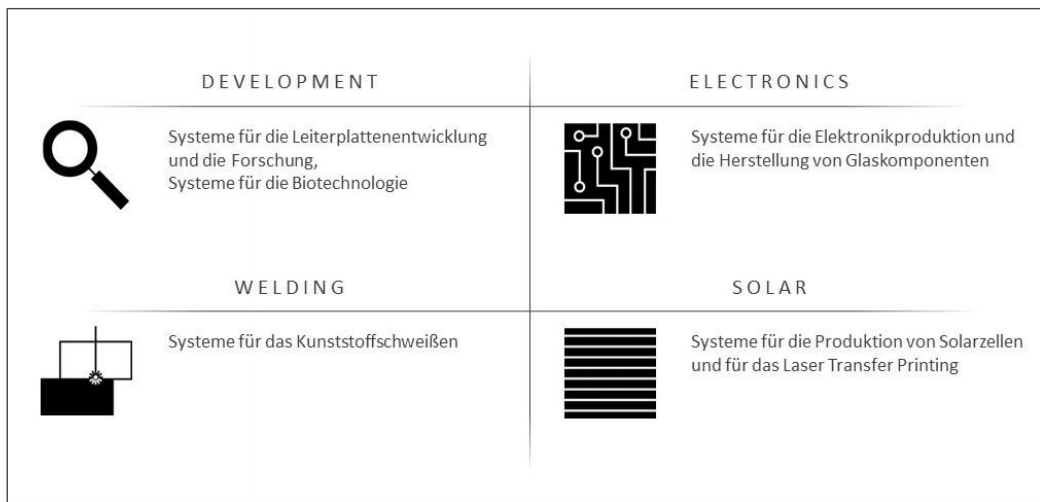 DEVELOPMENT
Systeme für die Leiterplattenentwicklung
und die Forschung,
Systeme für die Biotechnologie
ELECTRONICS
Systeme für die Elektronikproduktion und
die Herstellung von Glaskomponenten
WELDING
Systeme für das Kunststoffschweißen
SOLAR
Systeme für die Produktion von Solarzellen
und für das Laser Transfer Printing